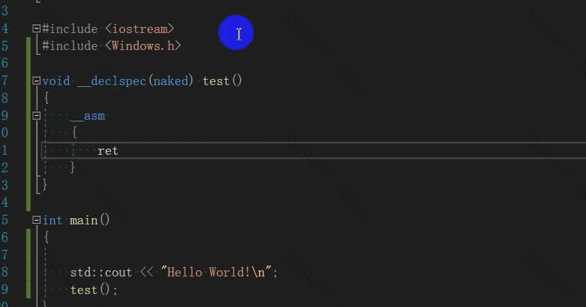 3
4 #include <iostream>
5 #include <Windows.h>
6
7 void __declspec(naked) test()
8 {
9 __asm
0 {
1 ret
2 }
3 }
4
5 int main()
6 {
7
8 std::cout << "Hello World!\n";
9 test();